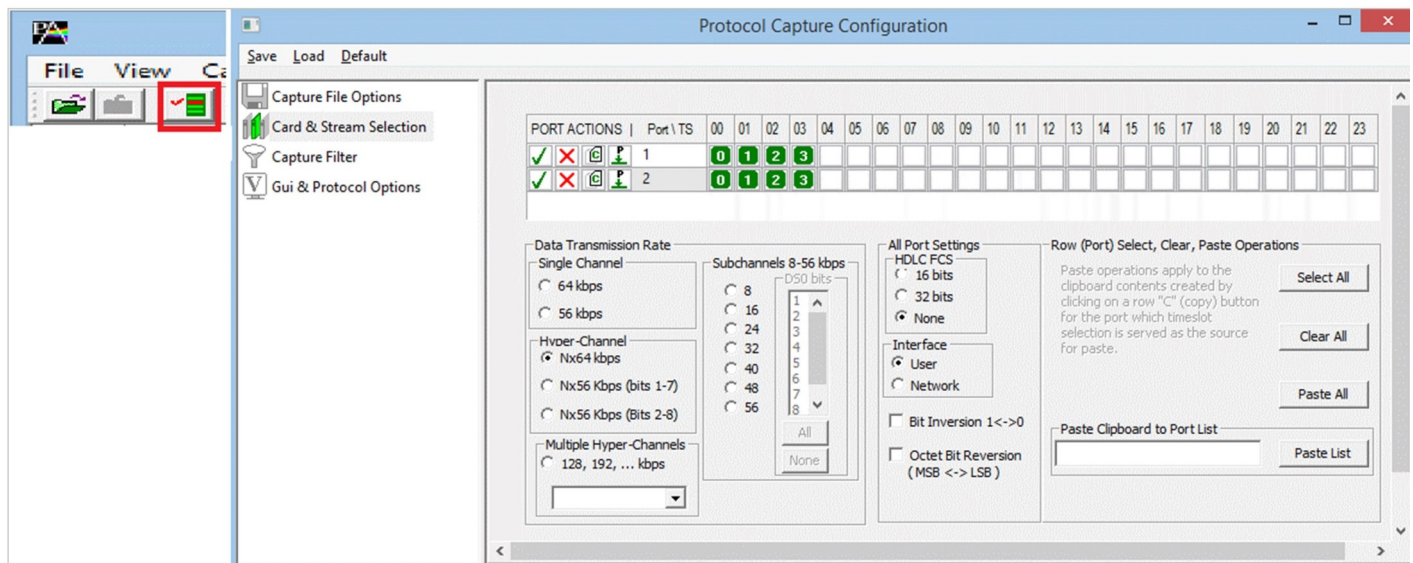 PA
File View Ca
Protocol Capture Configuration
Save Load Default
Capture File Options
Card & Stream Selection
Capture Filter
Gui & Protocol Options
PORT ACTIONS | Port \ TS 00 01 02 03 04 05 06 07 08 09 10 11 12 13 14 15 16 17 18 19 20 21 22 23
C P 1 0 1 2 3
C P 2 0 1 2 3
Data Transmission Rate
Single Channel
64 kbps
56 kbps
Hyper-Channel
Nx64 kbps
Nx56 Kbps (bits 1-7)
Nx56 Kbps (Bits 2-8)
Multiple Hyper-Channels
128, 192, ... kbps
Subchannels 8-56 kbps
8
16
24
32
40
48
56
DS0 bits
1
2
3
4
5
6
7
8
All
None
All Port Settings
HDLC FCS
16 bits
32 bits
None
Interface
User
Network
Bit Inversion 1<->0
Octet Bit Reversion
( MSB <-> LSB )
Row (Port) Select, Clear, Paste Operations
Paste operations apply to the
clipboard contents created by
clicking on a row "C" (copy) button
for the port which timeslot
selection is served as the source
for paste.
Select All
Clear All
Paste All
Paste Clipboard to Port List
Paste List